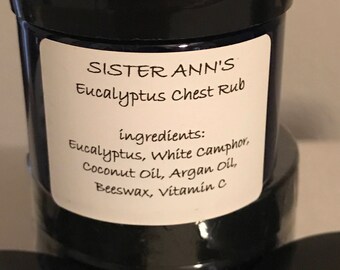 SISTER ANN'S
Eucalyptus Chest Rub
ingredients:
Eucalyptus, White Camphor,
Coconut Oil, Argan Oil,
Beeswax, Vitamin C